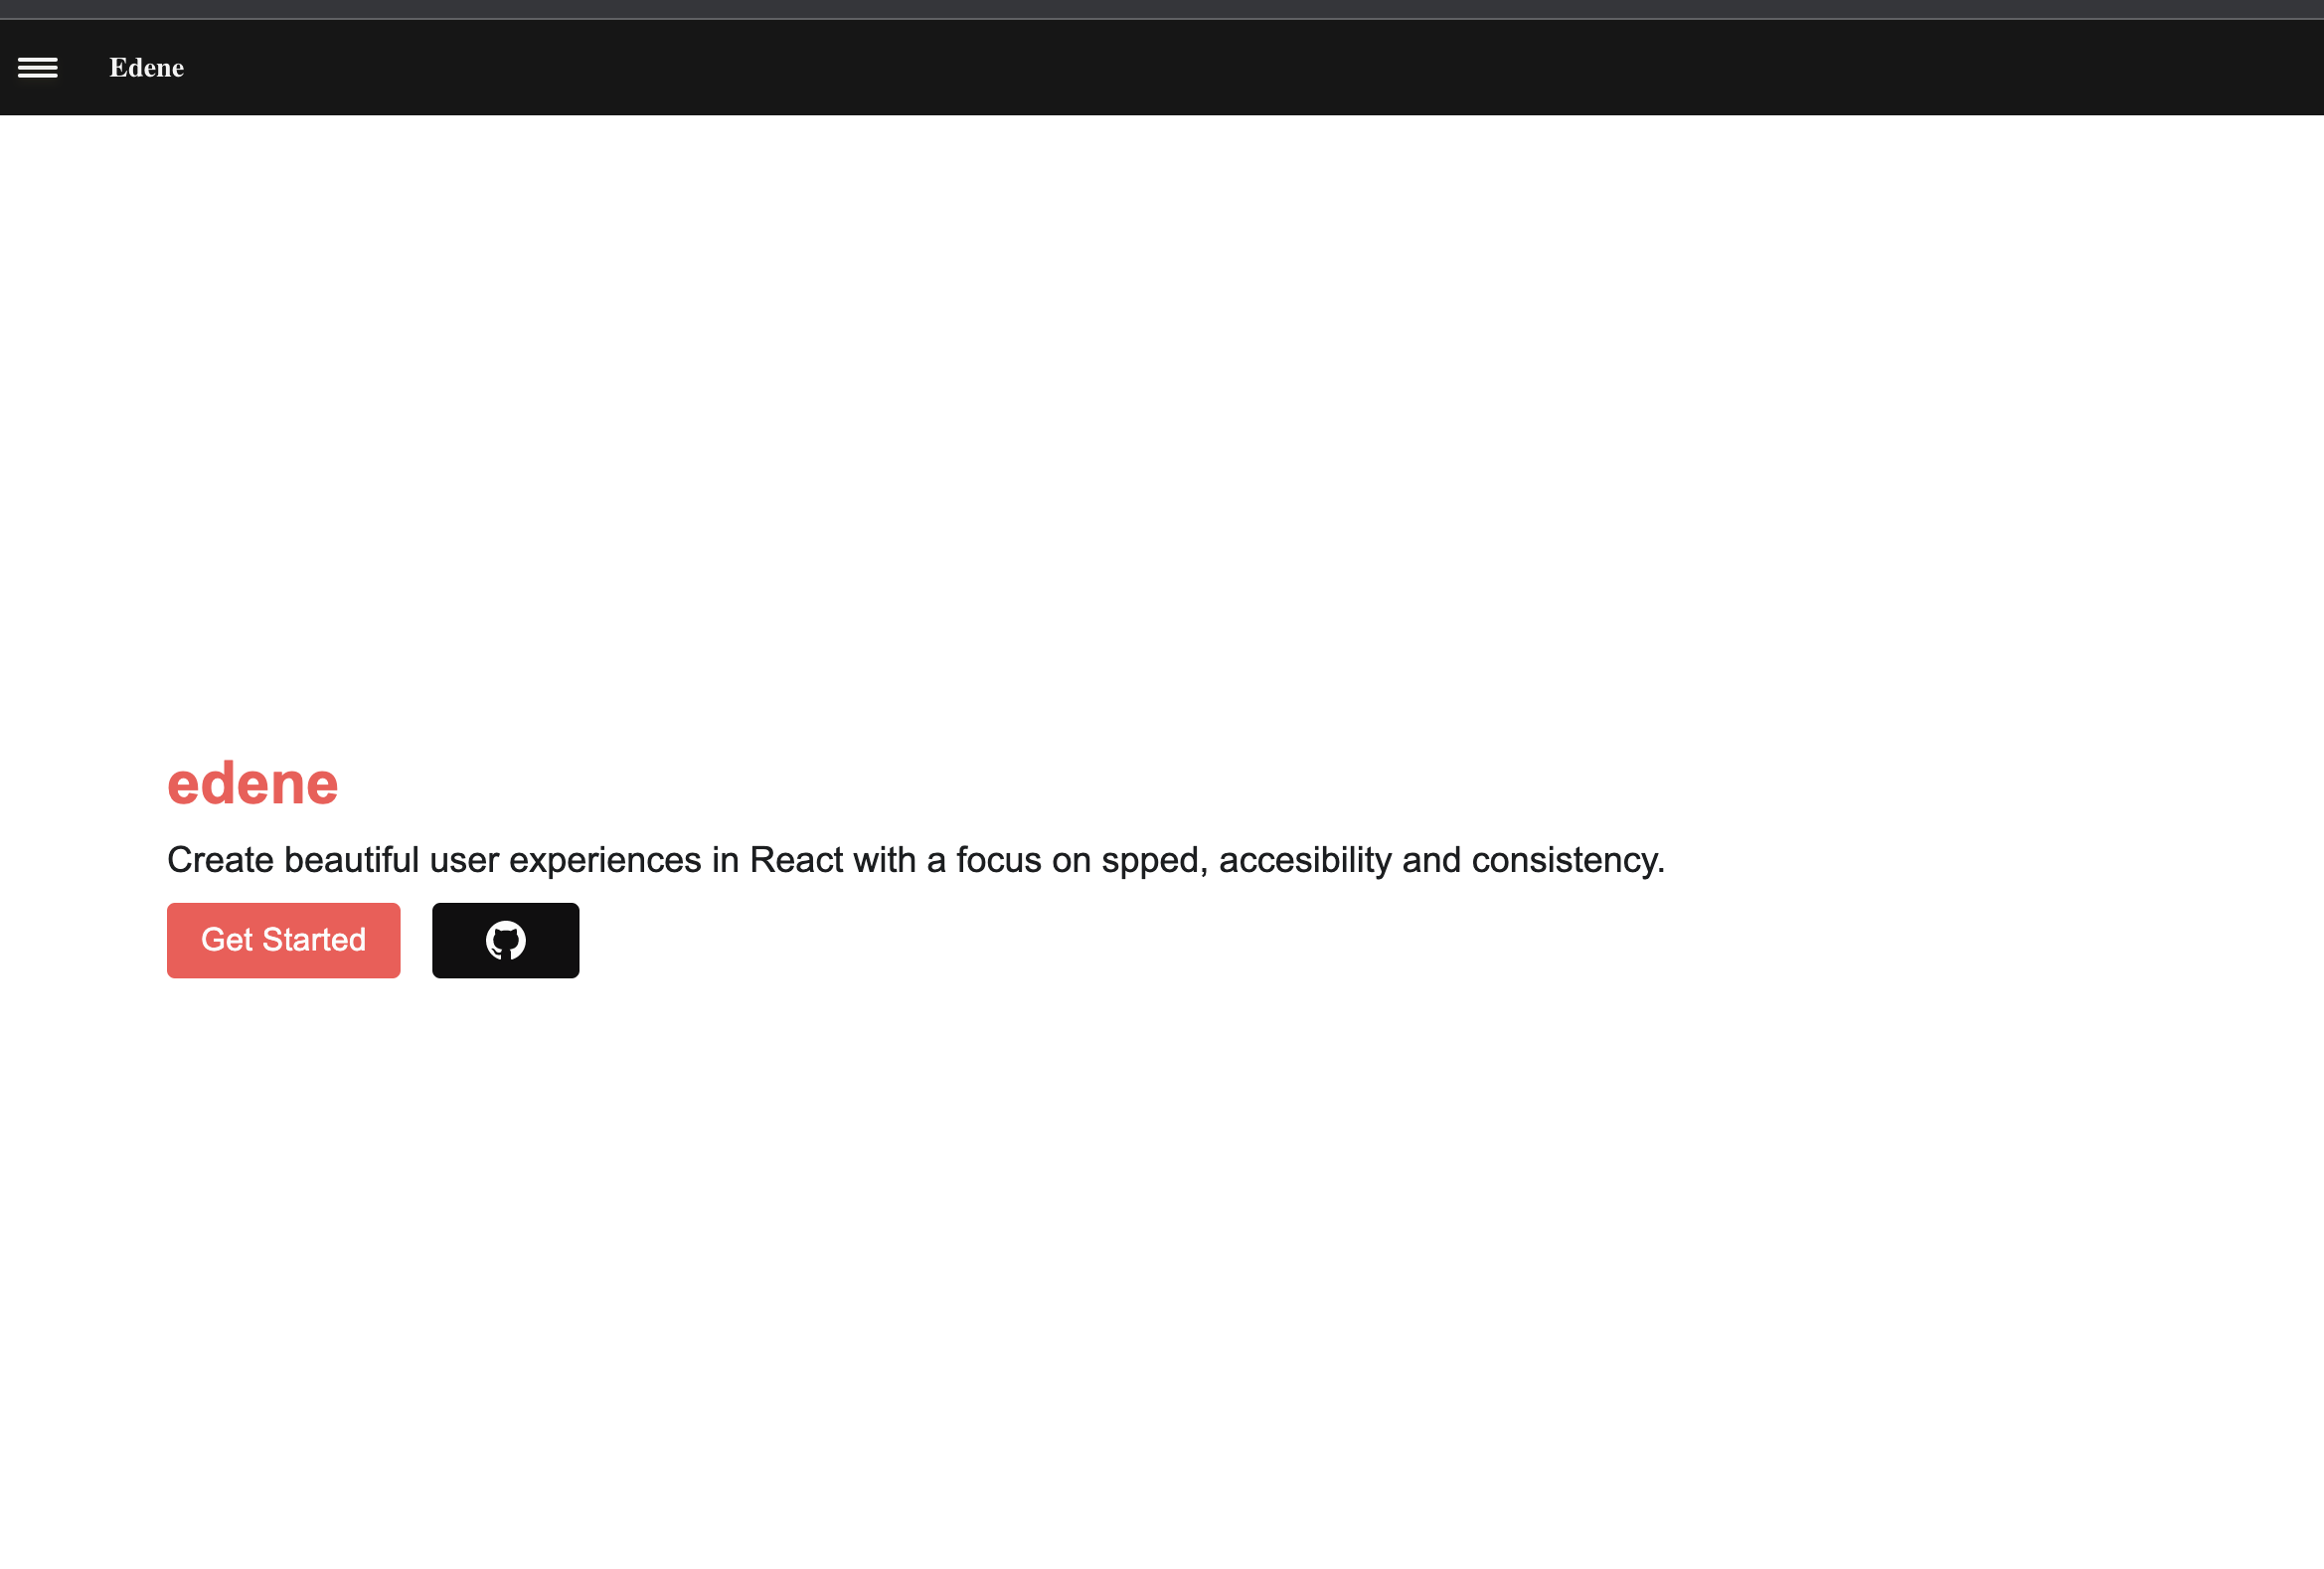 Edene
edene
Create beautiful user experiences in React with a focus on spped, accesibility and consistency.
Get Started